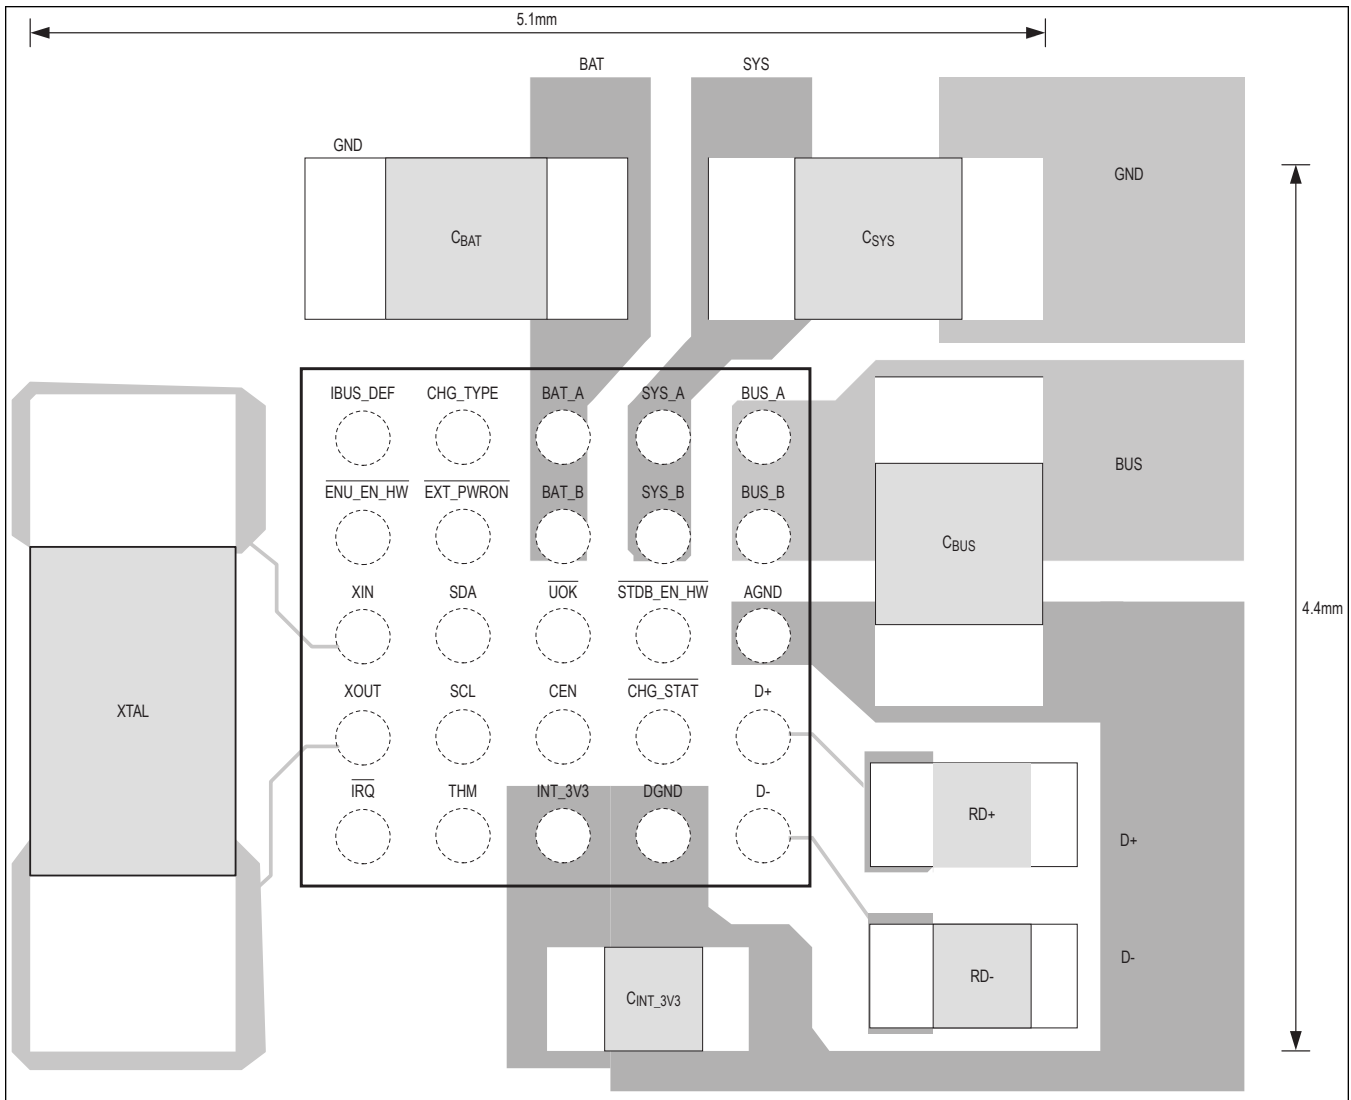 5.1mm
BAT SYS
GND
GND
CBAT CSYS
IBUS_DEF CHG_TYPE BAT_A SYS_A BUS_A
BUS
ENU_EN_HW EXT_PWRON BAT_B SYS_B BUS_B
CBUS
XIN SDA UOK STDB_EN_HW AGND
4.4mm
XOUT SCL CEN CHG_STAT D+
XTAL
IRQ THM INT_3V3 DGND D-
RD+
D+
D-
RD-
CINT_3V3